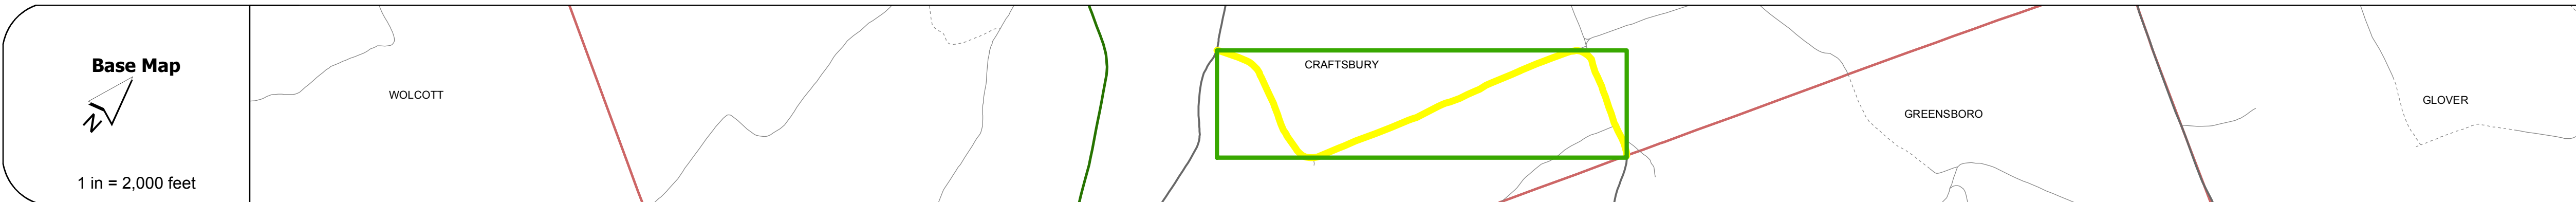 Base Map
N
1 in = 2,000 feet
WOLCOTT
CRAFTSBURY
GREENSBORO
GLOVER